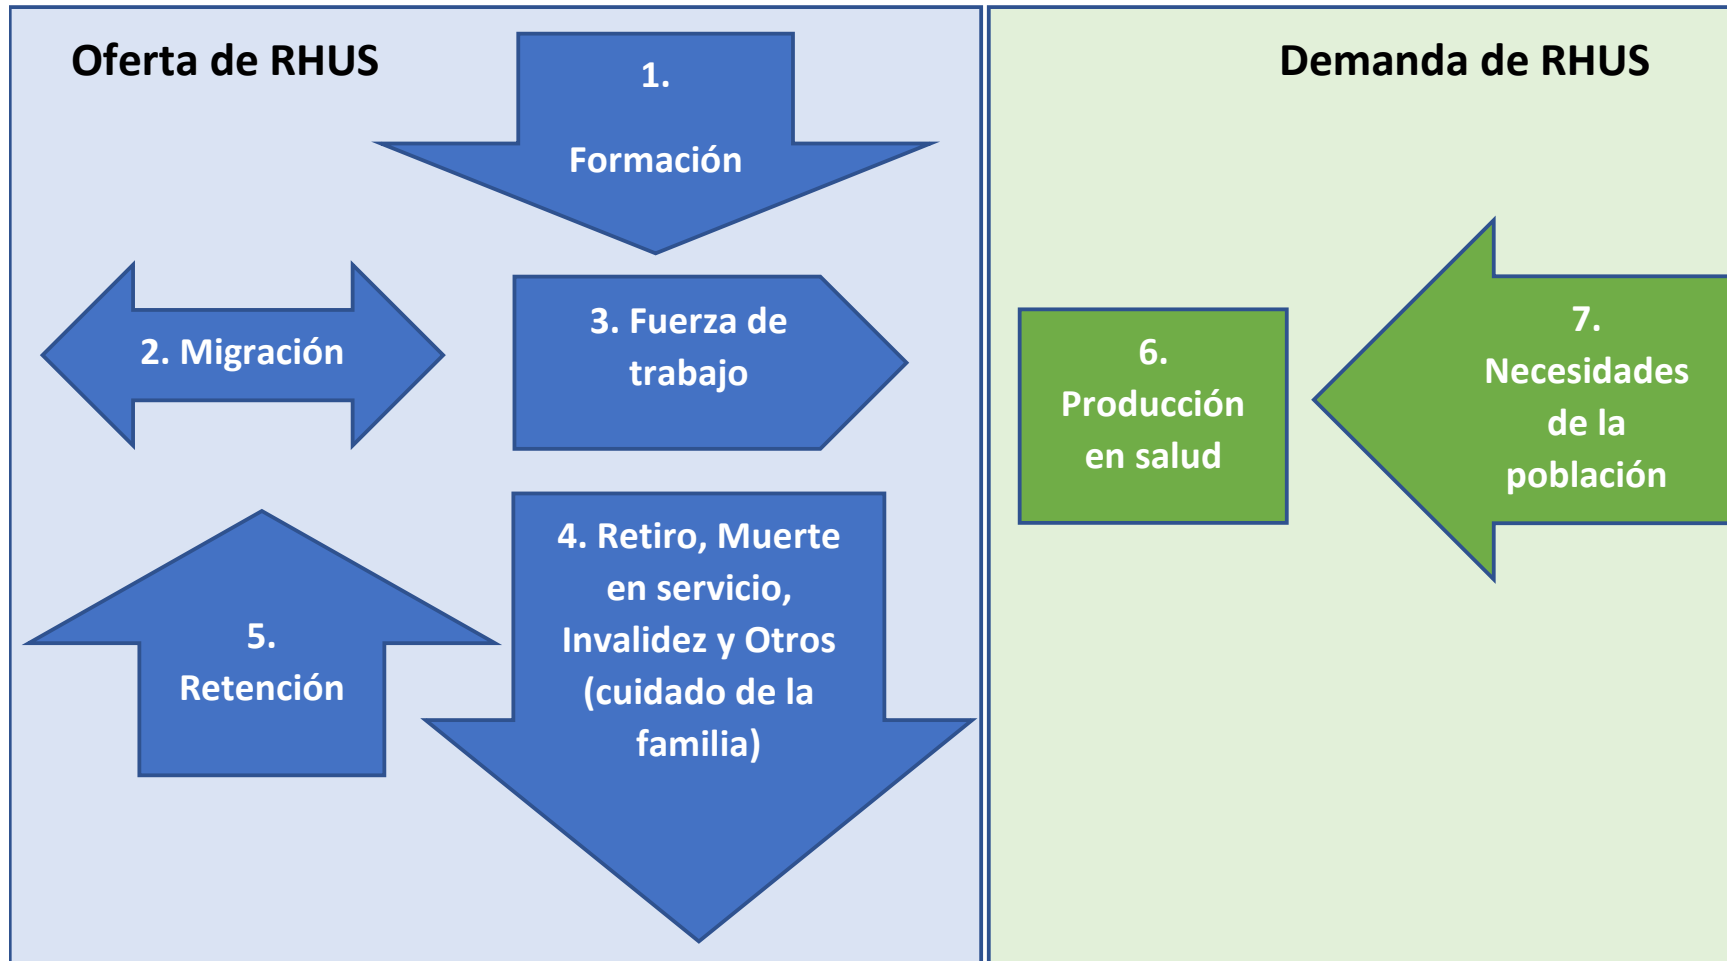 Oferta de RHUS
Demanda de RHUS
1.
Formación
2. Migración
3. Fuerza de
trabajo
4. Retiro, Muerte
en servicio,
Invalidez y Otros
(cuidado de la
familia)
5.
Retención
6.
Producción
en salud
7.
Necesidades
de la
población